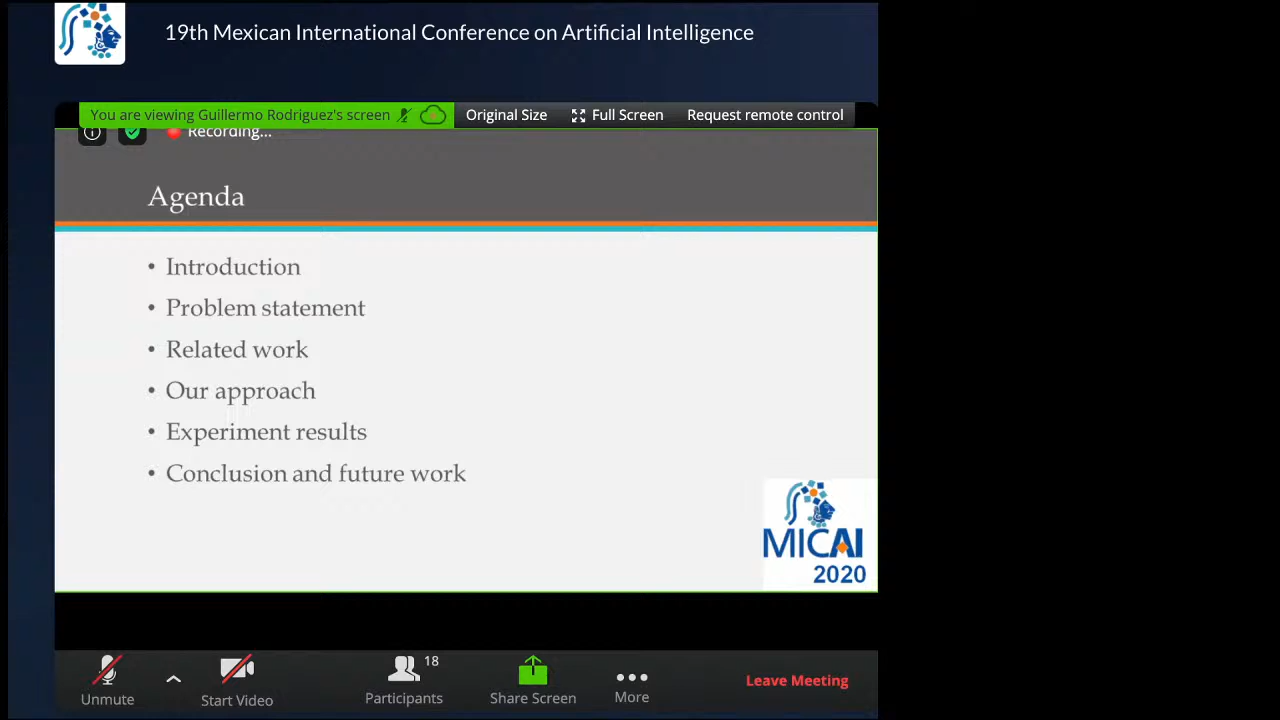 19th Mexican International Conference on Artificial Intelligence
You are viewing Guillermo Rodriguez's screen
Original Size
Full Screen
Request remote control
Recording...
Agenda
• Introduction
• Problem statement
• Related work
• Our approach
• Experiment results
• Conclusion and future work
MICAI
2020
18
Unmute
Start Video
Participants
Share Screen
More
Leave Meeting